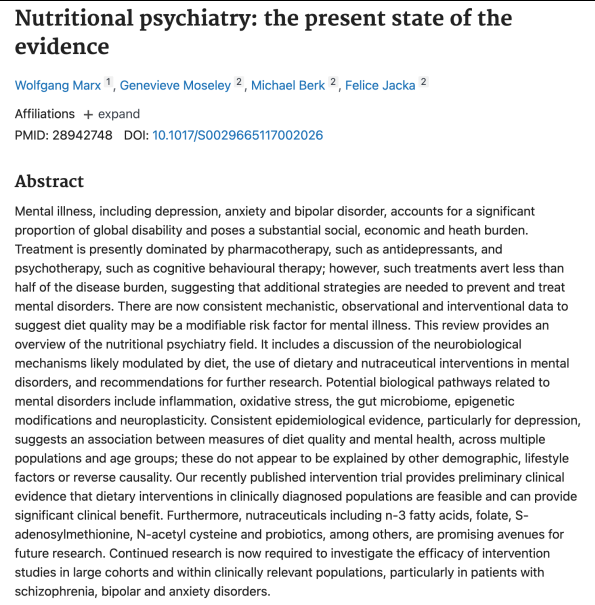 Nutritional psychiatry: the present state of the
evidence
Wolfgang Marx 1, Genevieve Moseley 2, Michael Berk 2, Felice Jacka 2
Affiliations + expand
PMID: 28942748 DOI: 10.1017/S0029665117002026
Abstract
Mental illness, including depression, anxiety and bipolar disorder, accounts for a significant
proportion of global disability and poses a substantial social, economic and heath burden.
Treatment is presently dominated by pharmacotherapy, such as antidepressants, and
psychotherapy, such as cognitive behavioural therapy; however, such treatments avert less than
half of the disease burden, suggesting that additional strategies are needed to prevent and treat
mental disorders. There are now consistent mechanistic, observational and interventional data to
suggest diet quality may be a modifiable risk factor for mental illness. This review provides an
overview of the nutritional psychiatry field. It includes a discussion of the neurobiological
mechanisms likely modulated by diet, the use of dietary and nutraceutical interventions in mental
disorders, and recommendations for further research. Potential biological pathways related to
mental disorders include inflammation, oxidative stress, the gut microbiome, epigenetic
modifications and neuroplasticity. Consistent epidemiological evidence, particularly for depression,
suggests an association between measures of diet quality and mental health, across multiple
populations and age groups; these do not appear to be explained by other demographic, lifestyle
factors or reverse causality. Our recently published intervention trial provides preliminary clinical
evidence that dietary interventions in clinically diagnosed populations are feasible and can provide
significant clinical benefit. Furthermore, nutraceuticals including n-3 fatty acids, folate, S-
adenosylmethionine, N-acetyl cysteine and probiotics, among others, are promising avenues for
future research. Continued research is now required to investigate the efficacy of intervention
studies in large cohorts and within clinically relevant populations, particularly in patients with
schizophrenia, bipolar and anxiety disorders.